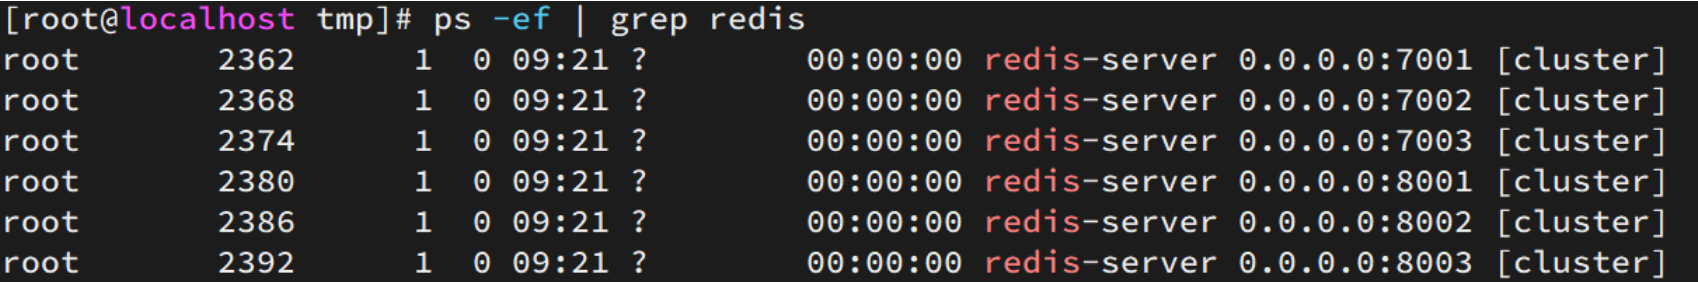 [root@localhost tmp]# ps -ef | grep redis
root       2362      1  0 09:21 ?        00:00:00 redis-server 0.0.0.0:7001 [cluster]
root       2368      1  0 09:21 ?        00:00:00 redis-server 0.0.0.0:7002 [cluster]
root       2374      1  0 09:21 ?        00:00:00 redis-server 0.0.0.0:7003 [cluster]
root       2380      1  0 09:21 ?        00:00:00 redis-server 0.0.0.0:8001 [cluster]
root       2386      1  0 09:21 ?        00:00:00 redis-server 0.0.0.0:8002 [cluster]
root       2392      1  0 09:21 ?        00:00:00 redis-server 0.0.0.0:8003 [cluster]